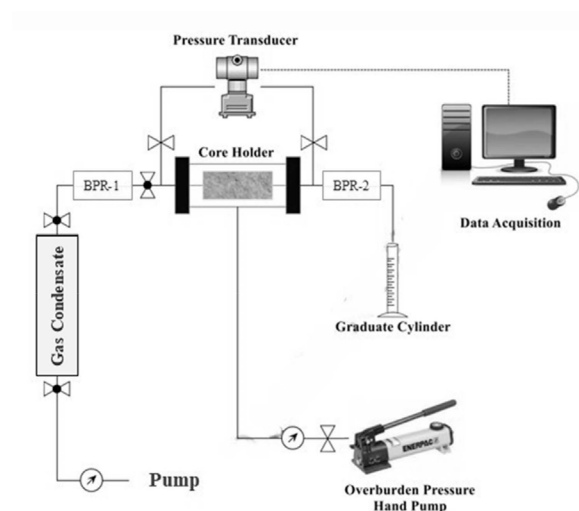 Pressure Transducer
Core Holder
BPR-1
BPR-2
Data Acquisition
Gas Condensate
Graduate Cylinder
ENERPAC
Pump
Overburden Pressure
Hand Pump